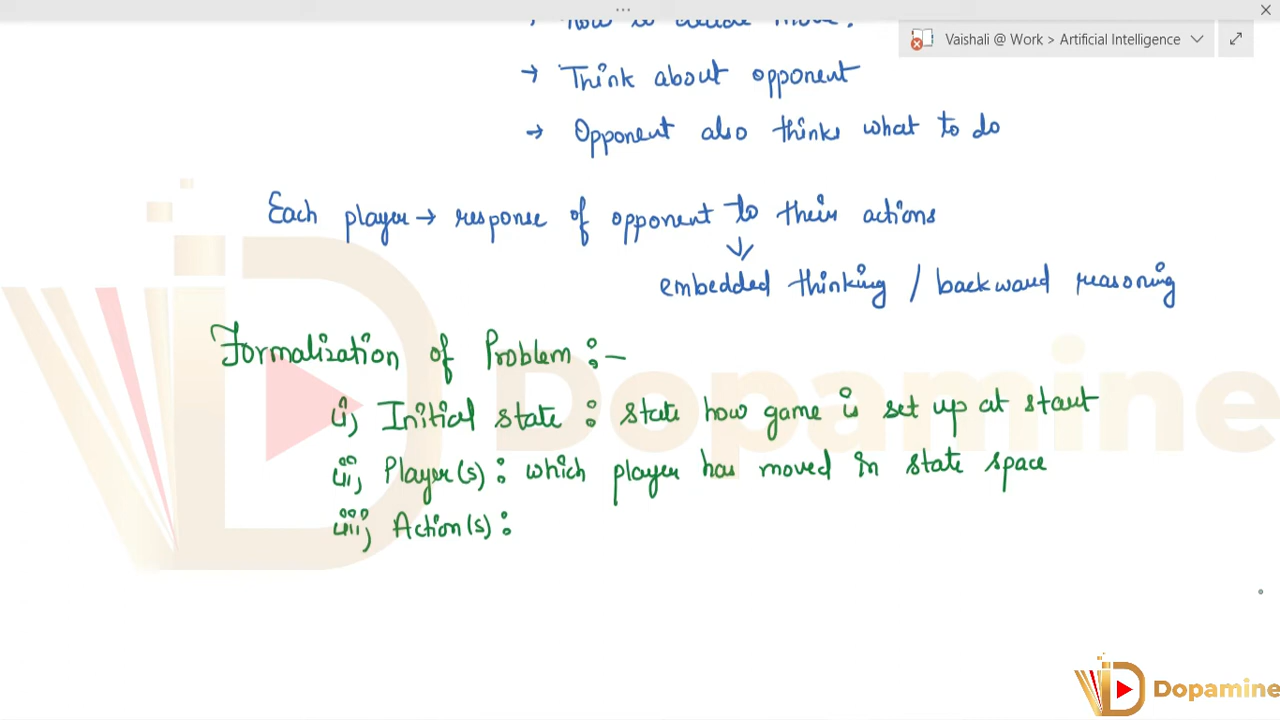 Vaishali @ Work > Artificial Intelligence
→ Think about opponent
→ Opponent also thinks what to do
Each player → response of opponent to their actions
embedded thinking / backward reasoning
Formalization of Problem :-
i) Initial state : state how game is set up at start
ii) Player(s) : which player has moved in state space
iii) Action(s) :
Dopamine
Dopamine